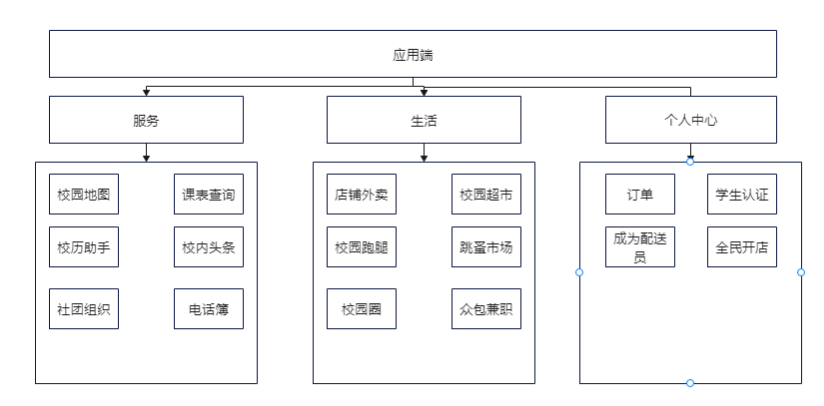 应用端
服务
生活
个人中心
校园地图
课表查询
校历助手
校内头条
社团组织
电话簿
店铺外卖
校园超市
校园跑腿
跳蚤市场
校园圈
众包兼职
订单
学生认证
成为配送
员
全民开店